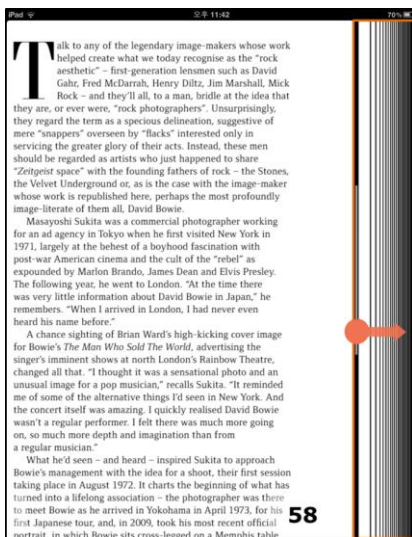 iPad 오후 11:42 70%
Talk to any of the legendary image-makers whose work
helped create what we today recognise as the “rock
aesthetic” – first-generation lensmen such as David
Gahr, Fred McDarrah, Henry Diltz, Jim Marshall, Mick
Rock – and they’ll all, to a man, bridle at the idea that
they are, or ever were, “rock photographers”. Unsurprisingly,
they regard the term as a specious delineation, suggestive of
mere “snappers” overseen by “flacks” interested only in
servicing the greater glory of their acts. Instead, these men
should be regarded as artists who just happened to share
“Zeitgeist space” with the founding fathers of rock – the Stones,
the Velvet Underground or, as is the case with the image-maker
whose work is republished here, perhaps the most profoundly
image-literate of them all, David Bowie.
Masayoshi Sukita was a commercial photographer working
for an ad agency in Tokyo when he first visited New York in
1971, largely at the behest of a boyhood fascination with
post-war American cinema and the cult of the “rebel” as
expounded by Marlon Brando, James Dean and Elvis Presley.
The following year, he went to London. “At the time there
was very little information about David Bowie in Japan,” he
remembers. “When I arrived in London, I had never even
heard his name before.”
A chance sighting of Brian Ward’s high-kicking cover image
for Bowie’s The Man Who Sold The World, advertising the
singer’s imminent shows at north London’s Rainbow Theatre,
changed all that. “I thought it was a sensational photo and an
unusual image for a pop musician,” recalls Sukita. “It reminded
me of some of the alternative things I’d seen in New York. And
the concert itself was amazing. I quickly realised David Bowie
wasn’t a regular performer. I felt there was much more going
on, so much more depth and imagination than from
a regular musician.”
What he’d seen – and heard – inspired Sukita to approach
Bowie’s management with the idea for a shoot, their first session
taking place in August 1972. It charts the beginning of what has
turned into a lifelong association – the photographer was there
to meet Bowie as he arrived in Yokohama in April 1973, for his
first Japanese tour, and, in 2009, took his most recent official
portrait, in which Bowie sits cross-legged on a Memphis table
58